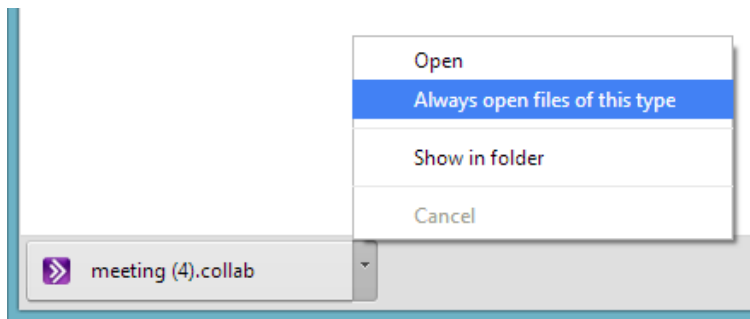 Open
Always open files of this type
Show in folder
Cancel
meeting (4).collab